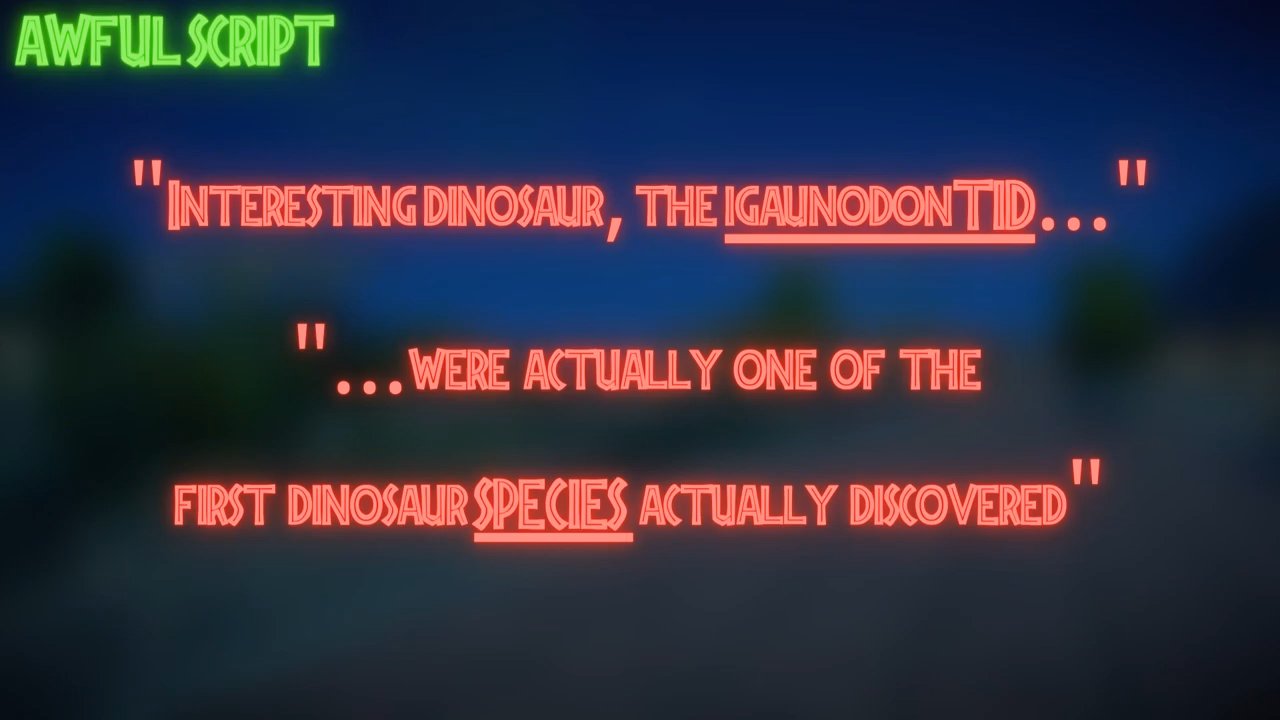 AWFUL SCRIPT
"INTERESTING DINOSAUR, THE IGAUNODONTID..."
"...WERE ACTUALLY ONE OF THE
FIRST DINOSAUR SPECIES ACTUALLY DISCOVERED"